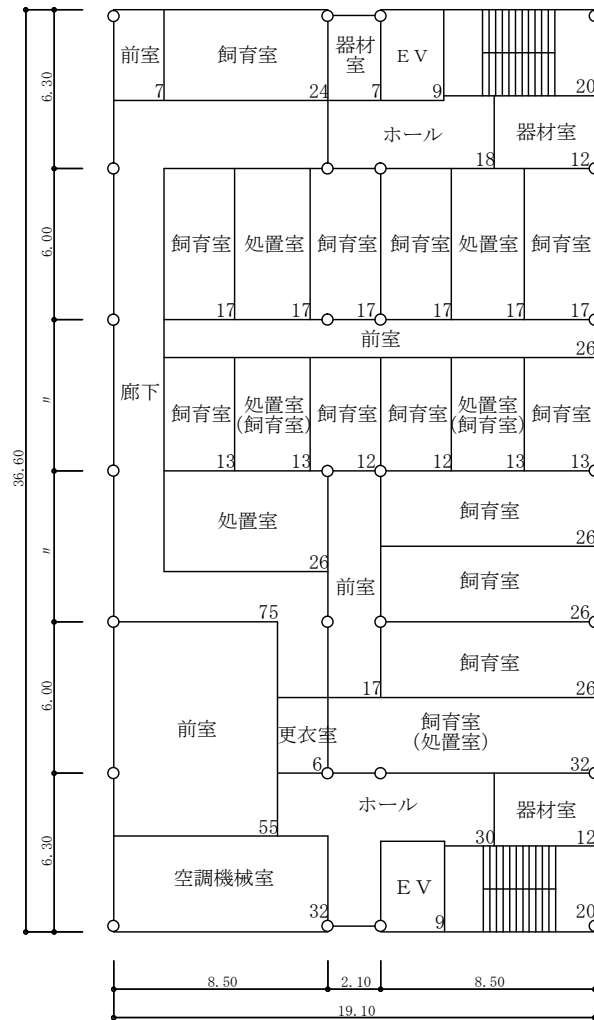 前室
飼育室
器材
室
ＥＶ
7
24
7
9
20
ホール
器材室
18
12
飼育室
処置室
飼育室
飼育室
処置室
飼育室
17
17
17
17
17
17
前室
26
廊下
飼育室
処置室
(飼育室)
飼育室
飼育室
処置室
(飼育室)
飼育室
13
13
12
12
13
13
処置室
26
飼育室
26
前室
飼育室
26
75
飼育室
17
26
前室
更衣室
飼育室
(処置室)
6
32
ホール
器材室
55
30
12
空調機械室
32
ＥＶ
9
20
6.30
6.00
〃
〃
6.00
6.30
36.60
8.50
2.10
8.50
19.10